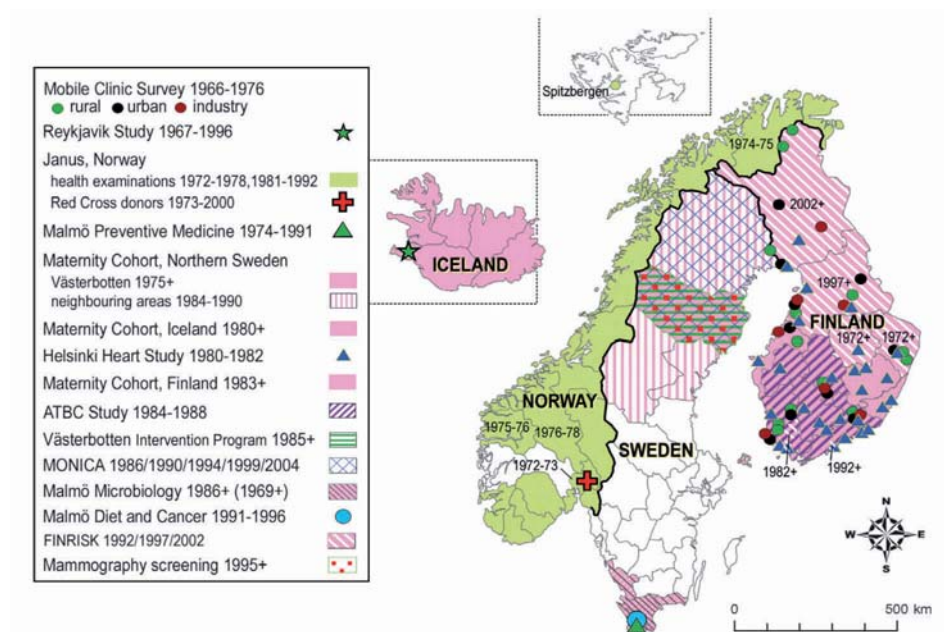 Mobile Clinic Survey 1966-1976
rural urban industry
Reykjavik Study 1967-1996
Janus, Norway
health examinations 1972-1978,1981-1992
Red Cross donors 1973-2000
Malmö Preventive Medicine 1974-1991
Maternity Cohort, Northern Sweden
Västerbotten 1975+
neighbouring areas 1984-1990
Maternity Cohort, Iceland 1980+
Helsinki Heart Study 1980-1982
Maternity Cohort, Finland 1983+
ATBC Study 1984-1988
Västerbotten Intervention Program 1985+
MONICA 1986/1990/1994/1999/2004
Malmö Microbiology 1986+ (1969+)
Malmö Diet and Cancer 1991-1996
FINRISK 1992/1997/2002
Mammography screening 1995+
Spitzbergen
ICELAND
1974-75
2002+
1997+
FINLAND
1972+
1972+
NORWAY
1975-76
1976-78
1972-73
SWEDEN
1982+
1992+
N
W E
S
0 500 km